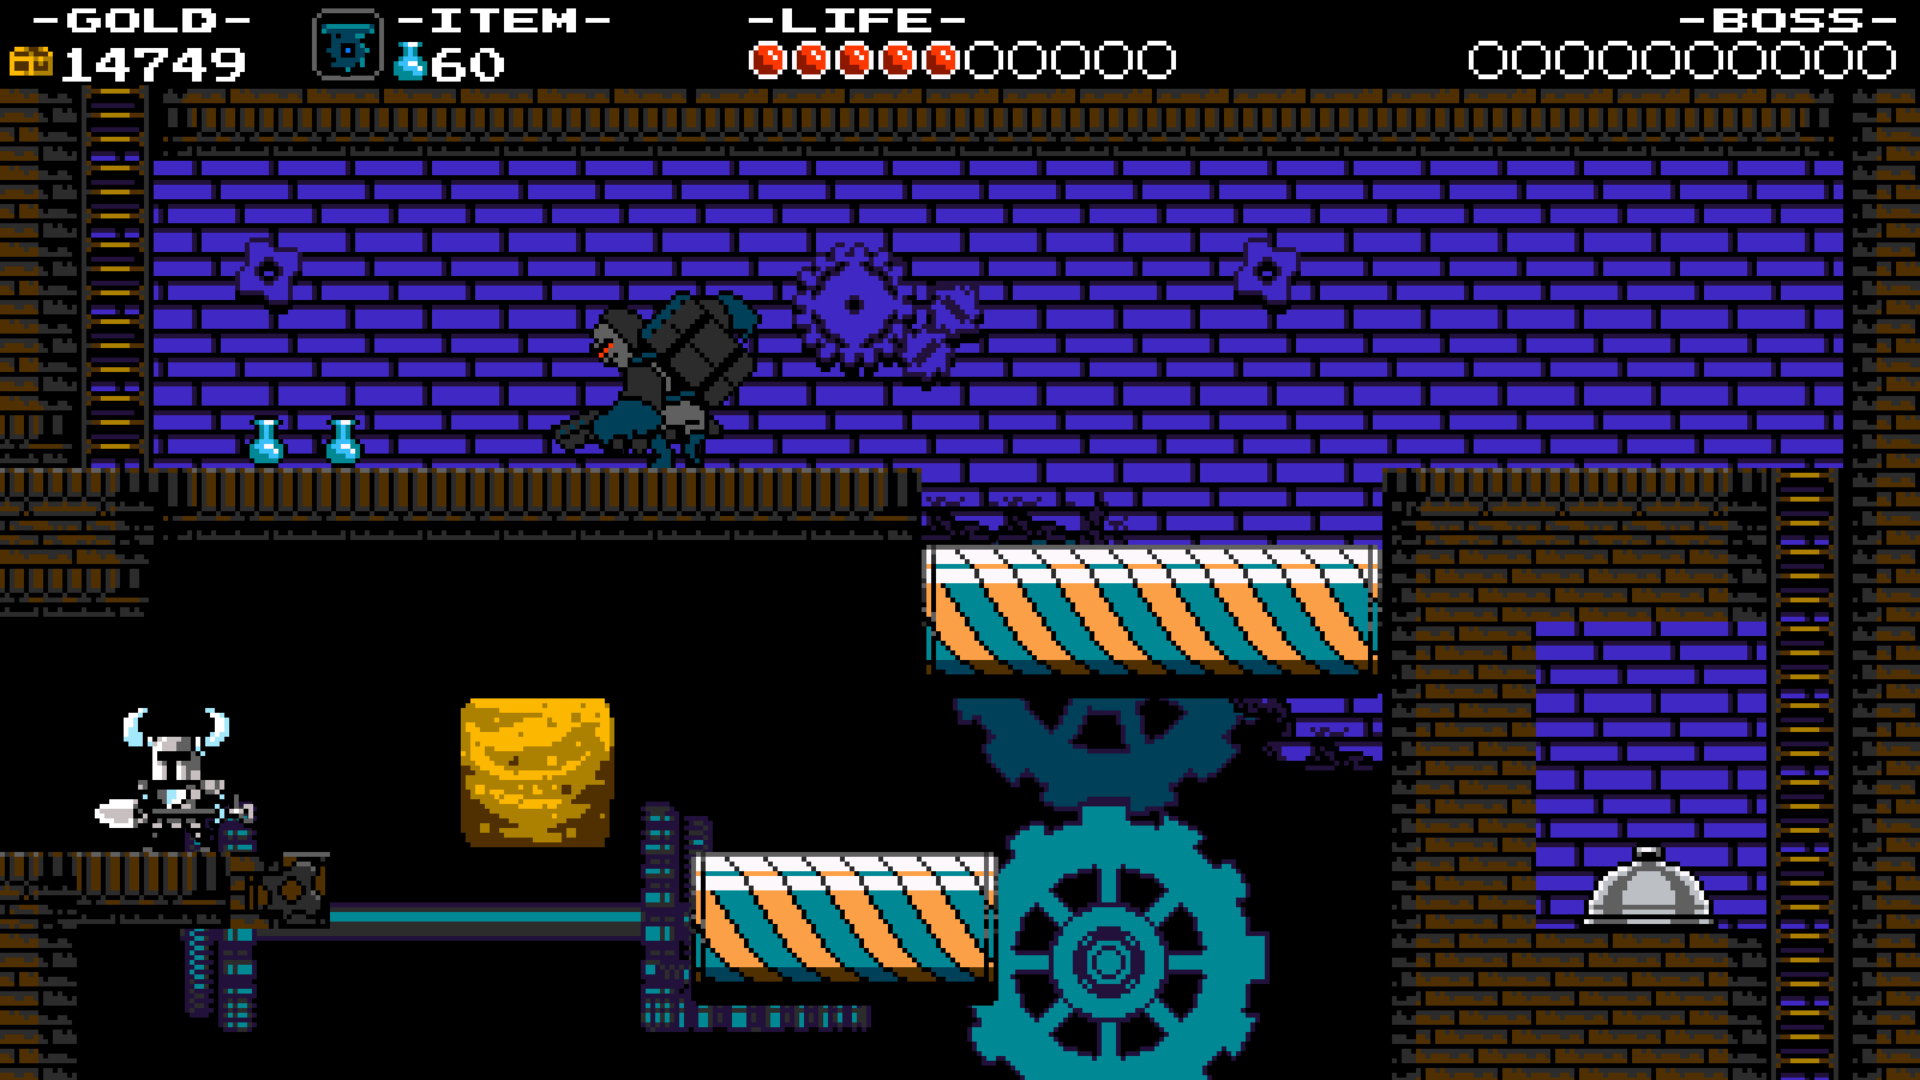 -GOLD-
14749
-ITEM-
60
-LIFE-
-BOSS-